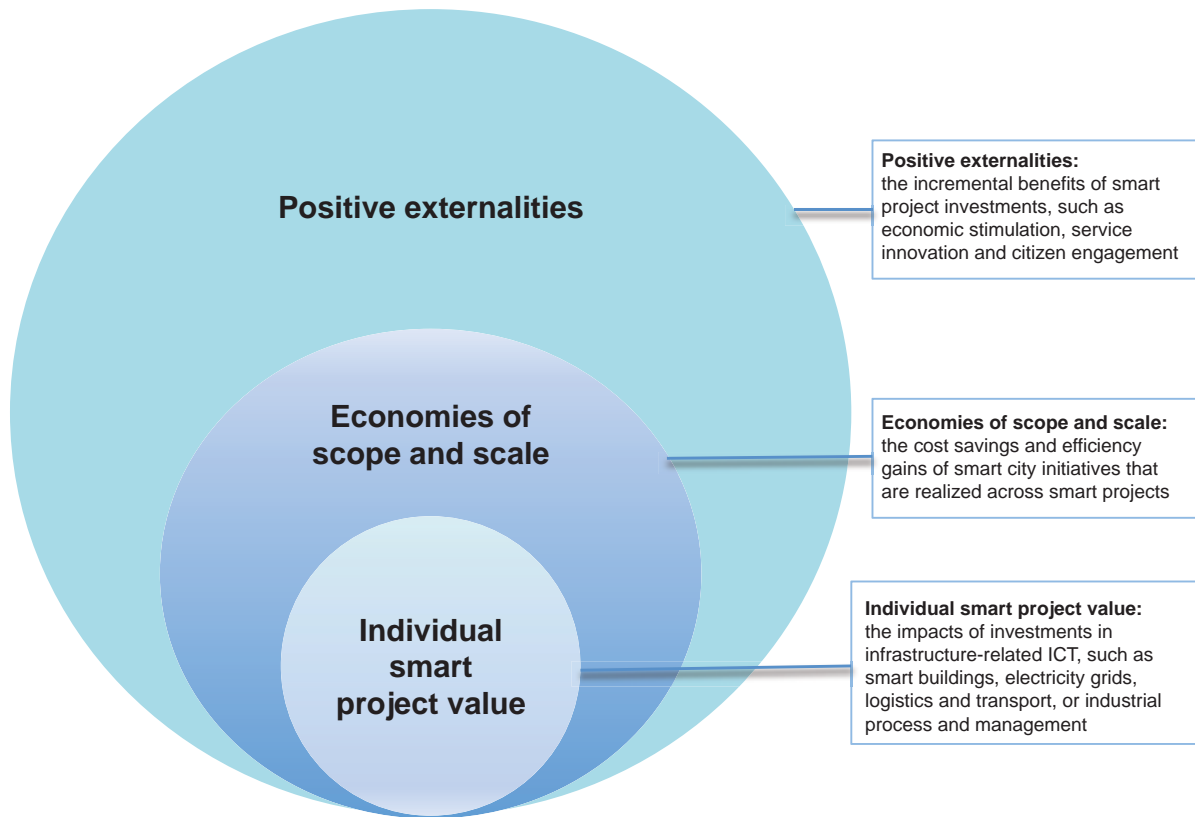 Positive externalities
Positive externalities:
the incremental benefits of smart
project investments, such as
economic stimulation, service
innovation and citizen engagement
Economies of
scope and scale
Economies of scope and scale:
the cost savings and efficiency
gains of smart city initiatives that
are realized across smart projects
Individual
smart
project value
Individual smart project value:
the impacts of investments in
infrastructure-related ICT, such as
smart buildings, electricity grids,
logistics and transport, or industrial
process and management